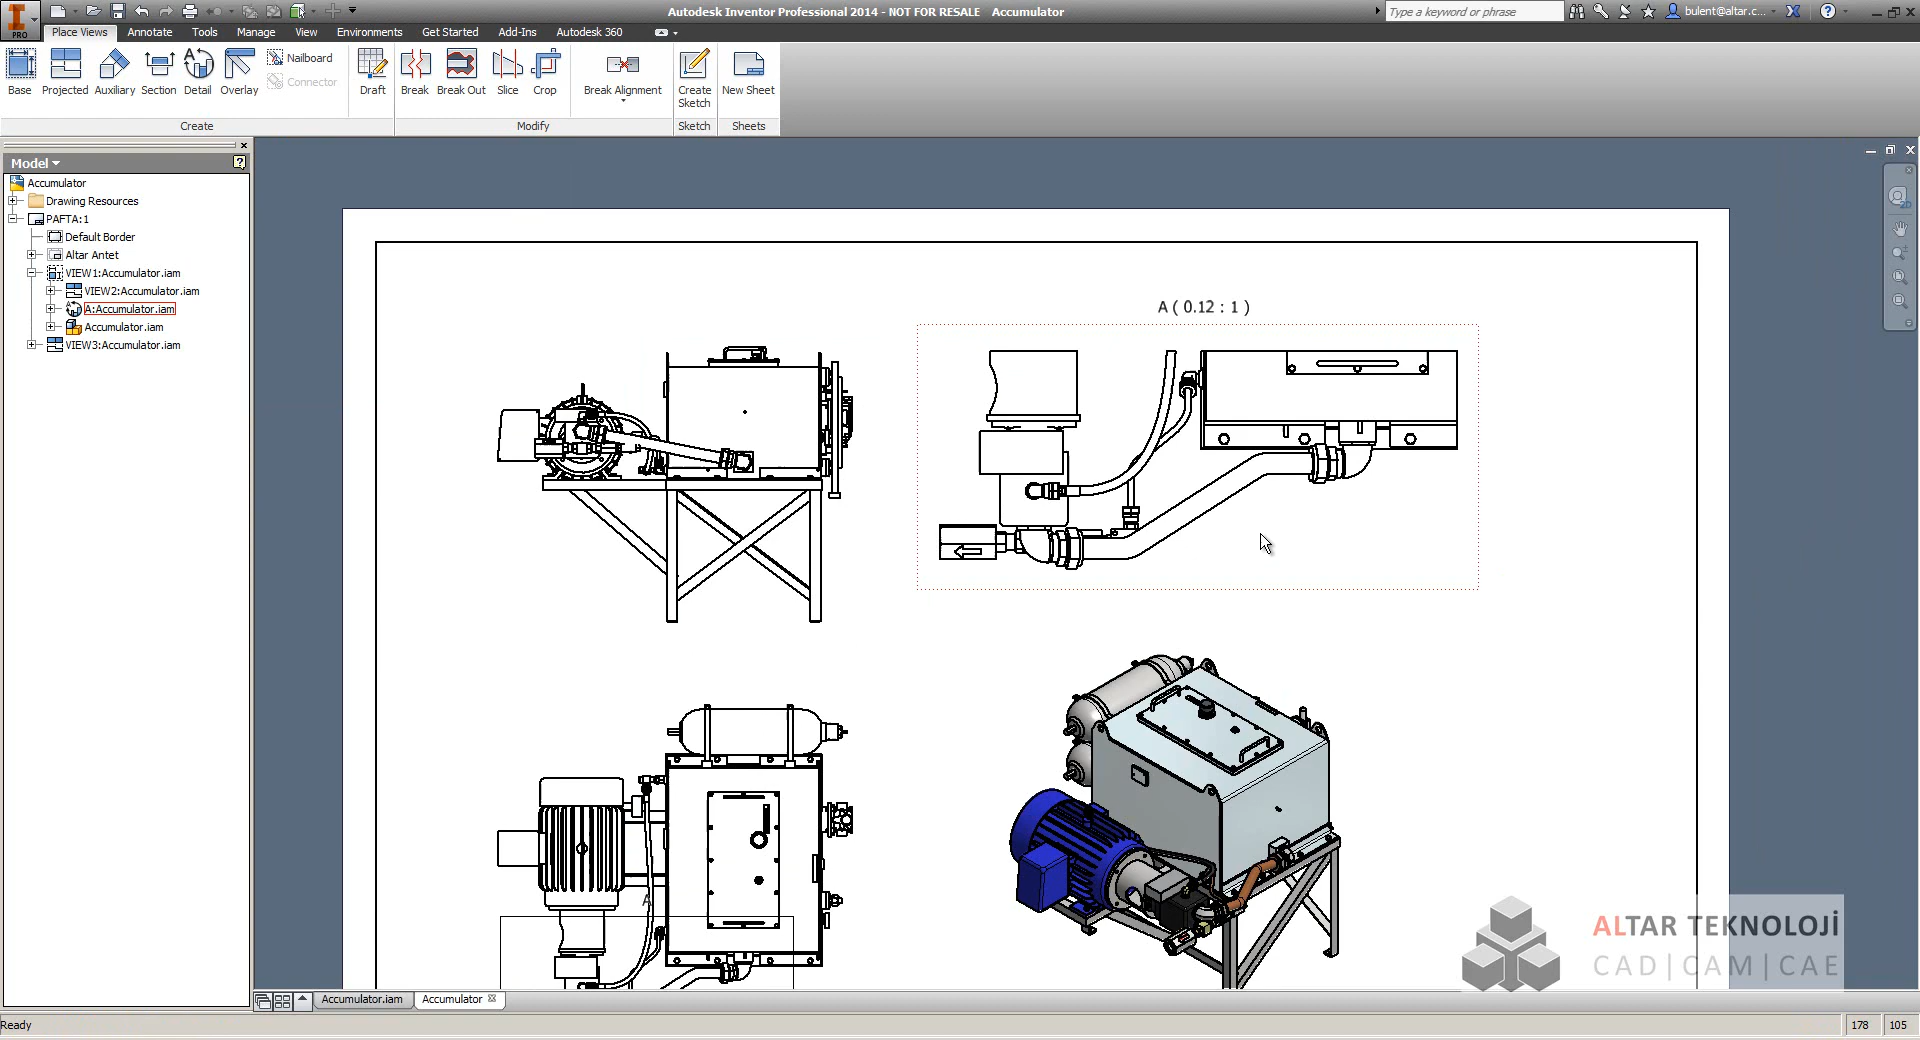 Autodesk Inventor Professional 2014 - NOT FOR RESALE Accumulator
Type a keyword or phrase
bulent@altar.c...
PRO
Place Views Annotate Tools Manage View Environments Get Started Add-Ins Autodesk 360
Base Projected Auxiliary Section Detail Overlay
Nailboard
Connector
Draft Break Break Out Slice Crop
Break Alignment
Create Sketch
New Sheet
Create Modify Sketch Sheets
Model
Accumulator
Drawing Resources
PAFTA:1
Default Border
Altar Antet
VIEW1:Accumulator.iam
VIEW2:Accumulator.iam
A:Accumulator.iam
Accumulator.iam
VIEW3:Accumulator.iam
A ( 0.12 : 1 )
A
ALTAR TEKNOLOJİ
CAD|CAM|CAE
Accumulator.iam Accumulator
Ready
178 105